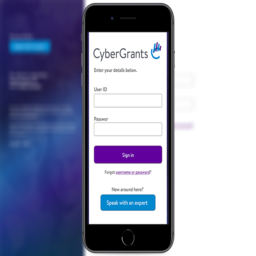 CyberGrants
Enter your details below.
User ID
Passwor
Sign in
Forgot username or password?
New around here?
Speak with an expert